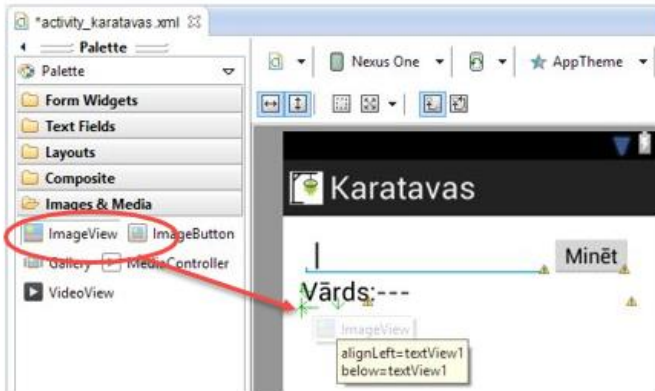 *activity_karatavas.xml
Palette
Palette
Form Widgets
Text Fields
Layouts
Composite
Images & Media
ImageView ImageButton
Gallery MediaController
VideoView
Nexus One AppTheme
Karatavas
Minēt
Vārds:---
ImageView
alignLeft=textView1
below=textView1